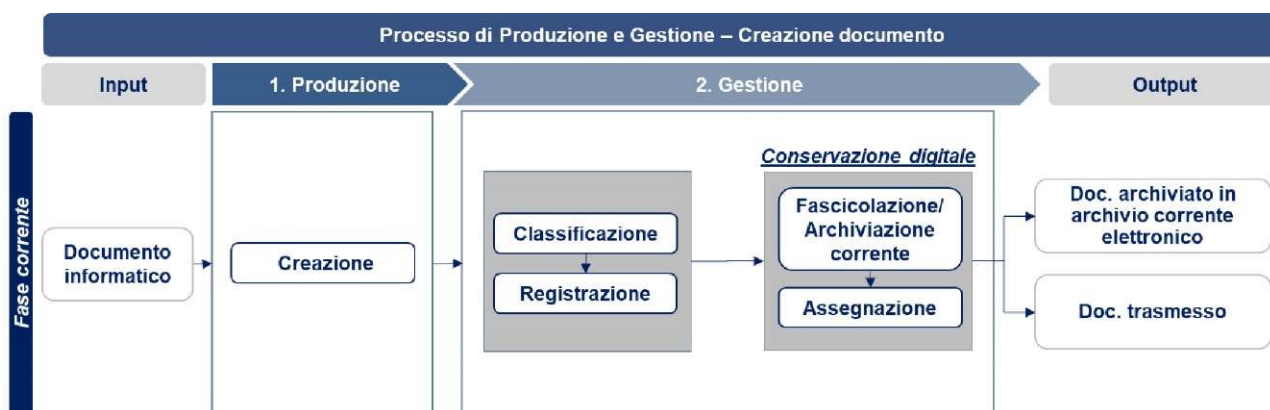 Processo di Produzione e Gestione – Creazione documento
Input
1. Produzione
2. Gestione
Output
Fase corrente
Documento
informatico
Creazione
Classificazione
Registrazione
Conservazione digitale
Fascicolazione/
Archiviazione
corrente
Assegnazione
Doc. archiviato in
archivio corrente
elettronico
Doc. trasmesso